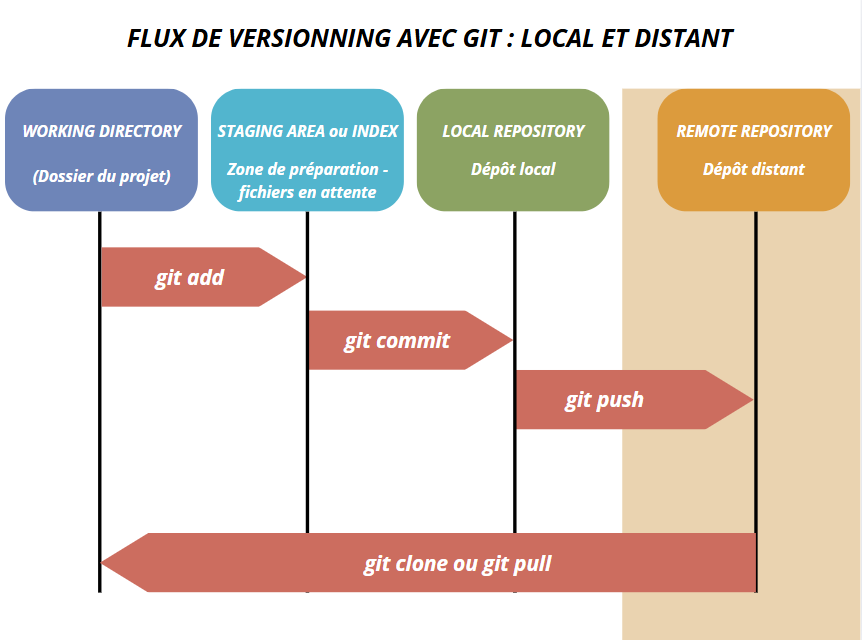 FLUX DE VERSIONNING AVEC GIT : LOCAL ET DISTANT
WORKING DIRECTORY
(Dossier du projet)
STAGING AREA ou INDEX
Zone de préparation -
fichiers en attente
LOCAL REPOSITORY
Dépôt local
REMOTE REPOSITORY
Dépôt distant
git add
git commit
git push
git clone ou git pull